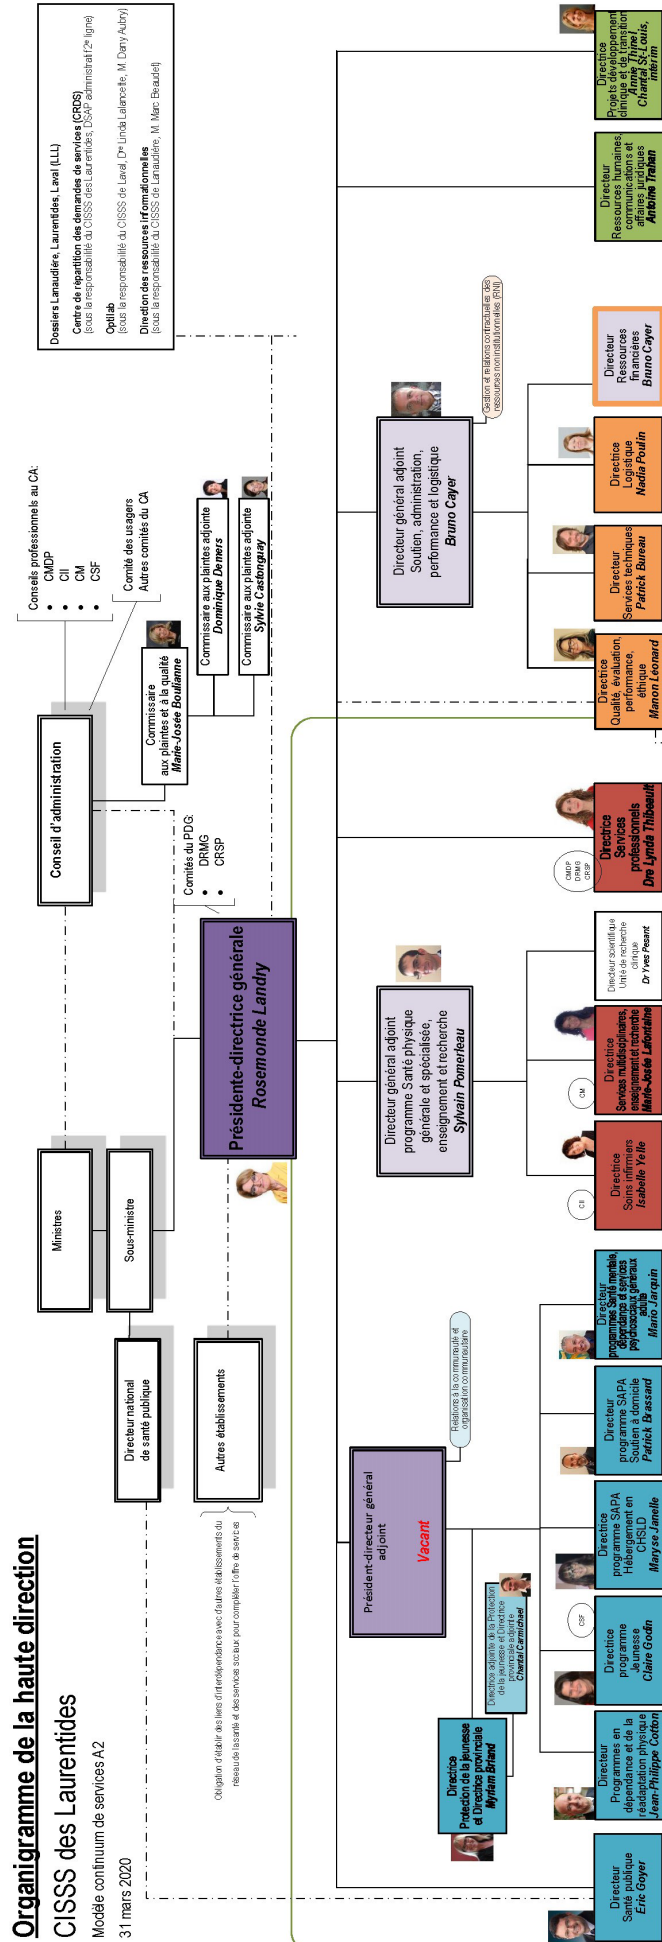 Organigramme de la haute direction
CISSS des Laurentides
Modèle continuum de services A2
31 mars 2020
Dossiers Lanaudière, Laurentides, Laval (LLL)
Centre de répartition des demandes de services (CRDS)
(sous la responsabilité du CISSS des Laurentides, DSAP administratif 2e ligne)
Optilab
(sous la responsabilité du CISSS de Laval, Dre Linda Lalancette, M. Dany Aubry)
Direction des ressources informationnelles
(sous la responsabilité du CISSS de Lanaudière, M. Marc Beaudet)
Ministres
Sous-ministre
Directeur national
de santé publique
Autres établissements
Obligation d'établir des liens d'interdépendance avec d'autres établissements du
réseau de la santé et des services sociaux pour compléter l'offre de services
Conseil d'administration
Conseils professionnels au CA:
• CMDP
• CII
• CM
• CSF
Comité des usagers
Autres comités du CA
Commissaire
aux plaintes et à la qualité
Marie-Josée Boulianne
Commissaire aux plaintes adjointe
Dominique Demers
Commissaire aux plaintes adjointe
Sylvie Castonguay
Comités du PDG:
• DRMG
• CRSP
Présidente-directrice générale
Rosemonde Landry
Président-directeur général
adjoint
Vacant
Relations à la communauté et
organisation communautaire
Directeur général adjoint
programme Santé physique
générale et spécialisée,
enseignement et recherche
Sylvain Pomerleau
Directeur général adjoint
Soutien, administration,
performance et logistique
Bruno Cayer
Gestion et relations contractuelles des
ressources non institutionnelles (RNI)
Directrice
Protection de la jeunesse
et Directrice provinciale
Myriam Briand
Directrice adjointe de la Protection
de la jeunesse et Directrice
provinciale adjointe
Chantal Carmichael
Directeur
Santé publique
Eric Goyer
Directeur
Programmes en
dépendance et de la
réadaptation physique
Jean-Philippe Cotton
CSF
Directrice
programme
Jeunesse
Claire Godin
Directrice
programme SAPA
Hébergement en
CHSLD
Maryse Janelle
Directeur
programme SAPA
Soutien à domicile
Patrick Brassard
Directeur
programmes Santé mentale,
dépendance et services
psychosociaux généraux
adulte
Mario Jarquin
CII
Directrice
Soins infirmiers
Isabelle Yelle
CM
Directrice
Services multidisciplinaires,
enseignement et recherche
Marie-Josée Lafontaine
Directeur scientifique
Unité de recherche
clinique
Dr Yves Pesant
CMDP
DRMG
CRSP
Directrice
Services
professionnels
Dre Lynda Thibeault
Directrice
Qualité, évaluation,
performance,
éthique
Manon Léonard
Directeur
Services techniques
Patrick Bureau
Directrice
Logistique
Nadia Poulin
Directeur
Ressources
financières
Bruno Cayer
Directeur
Ressources humaines,
communications et
affaires juridiques
Antoine Trahan
Directrice
Projets développement
clinique et de transition
Anne Thinel
Chantal St-Louis,
intérim